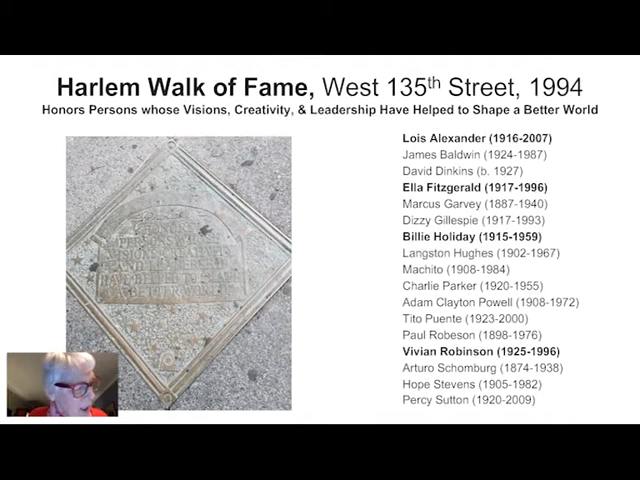 Harlem Walk of Fame, West 135th Street, 1994
Honors Persons whose Visions, Creativity, & Leadership Have Helped to Shape a Better World
Lois Alexander (1916-2007)
James Baldwin (1924-1987)
David Dinkins (b. 1927)
Ella Fitzgerald (1917-1996)
Marcus Garvey (1887-1940)
Dizzy Gillespie (1917-1993)
Billie Holiday (1915-1959)
Langston Hughes (1902-1967)
Machito (1908-1984)
Charlie Parker (1920-1955)
Adam Clayton Powell (1908-1972)
Tito Puente (1923-2000)
Paul Robeson (1898-1976)
Vivian Robinson (1925-1996)
Arturo Schomburg (1874-1938)
Hope Stevens (1905-1982)
Percy Sutton (1920-2009)